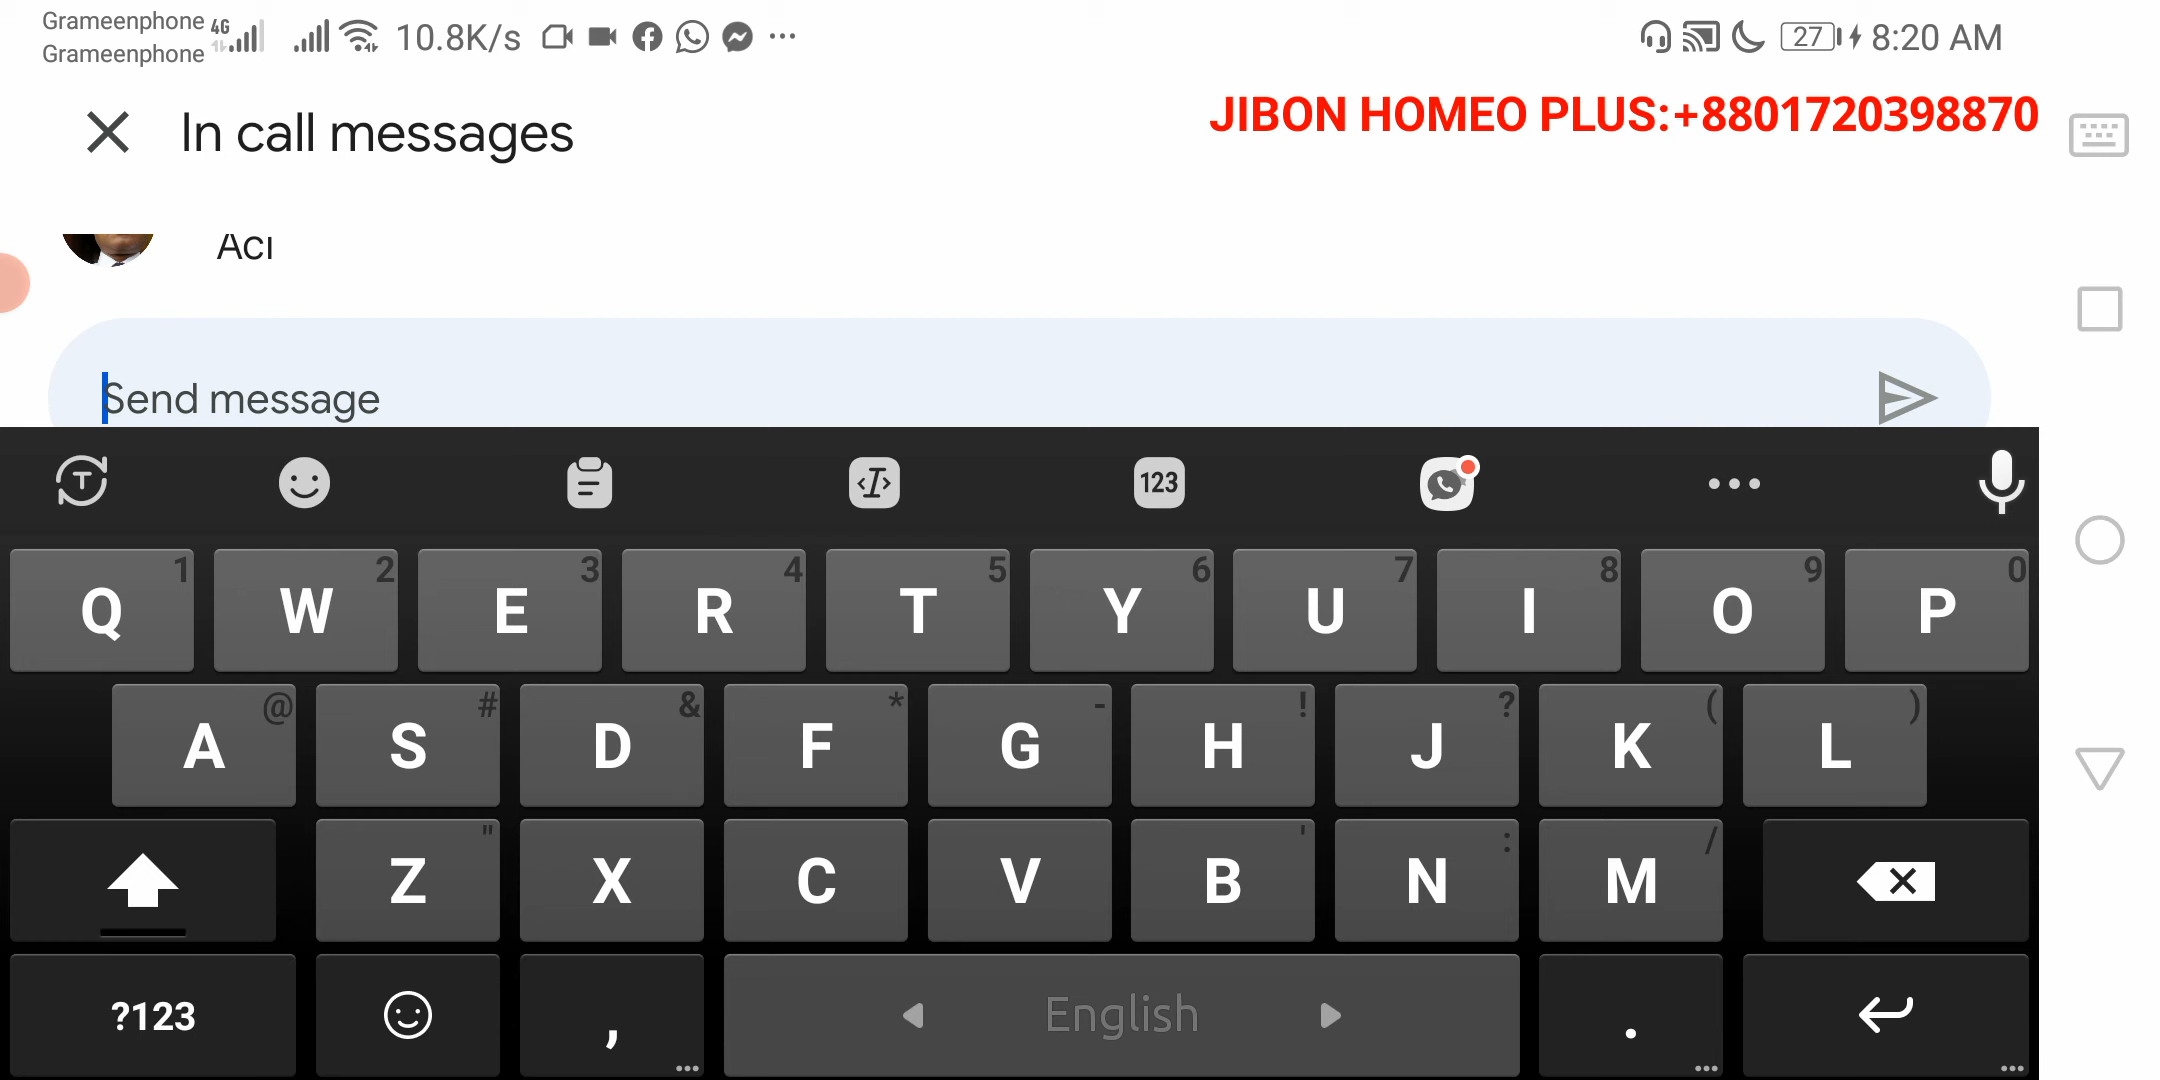 Grameenphone 4G 10.8K/s 27 8:20 AM
Grameenphone
In call messages
JIBON HOMEO PLUS:+8801720398870
Send message
123
Q 1 W 2 E 3 R 4 T 5 Y 6 U 7 I 8 O 9 P 0
A @ S # D & F * G - H ! J ? K ( L )
Z " X C V B ' N : M /
?123 , English .